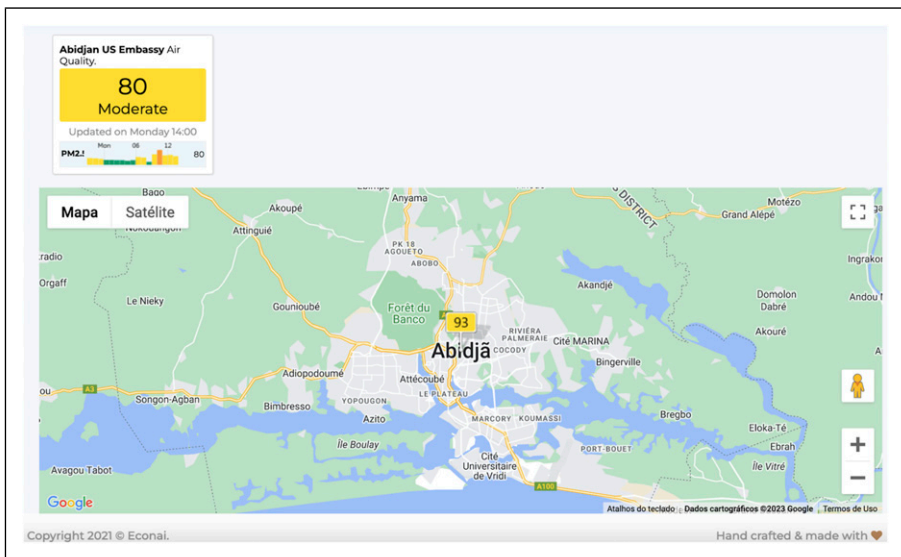 Abidjan US Embassy Air
Quality.
80
Moderate
Updated on Monday 14:00
Mon 06 12
PM2.5 80
Mapa Satélite
Bago
Akoupé
Anyama
S DISTRICT
Motézo
Grand Alépé
Attinguié
PK 18
AGOUETO
ABOBO
Orgaff
Le Nieky
Gounioubé
Forêt du
Banco
Akandjé
Domolon
Dabré
Akouré
93
Abidjã
RIVIÉRA
PALMERAIE
COCODY
Cité MARINA
Bingerville
Adiopodoumé
Attécoubé
LE PLATEAU
A3
Songon-Agban
Bimbresso
YOPOUGON
Azito
MARCORY
KOUMASSI
Bregbo
Eloka-Té
Ebrah
Île Boulay
Cité
Universitaire
de Vridi
PORT-BOUET
Île Vitré
Avagou Tabot
A100
Google
Atalhos do teclado
Dados cartográficos ©2023 Google
Termos de Uso
Copyright 2021 © Econai.
Hand crafted & made with